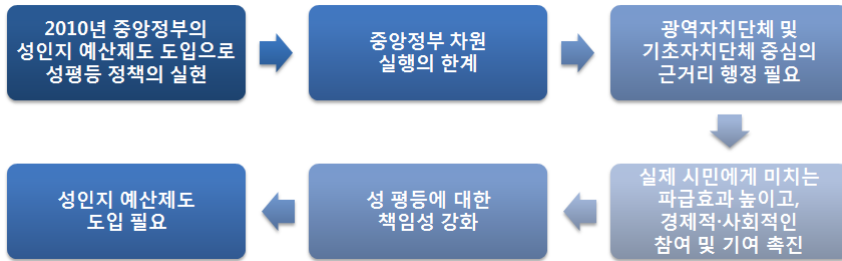 2010년 중앙정부의
성인지 예산제도 도입으로
성평등 정책의 실현
중앙정부 차원
실행의 한계
광역자치단체 및
기초자치단체 중심의
근거리 행정 필요
실제 시민에게 미치는
파급효과 높이고,
경제적·사회적인
참여 및 기여 촉진
성 평등에 대한
책임성 강화
성인지 예산제도
도입 필요